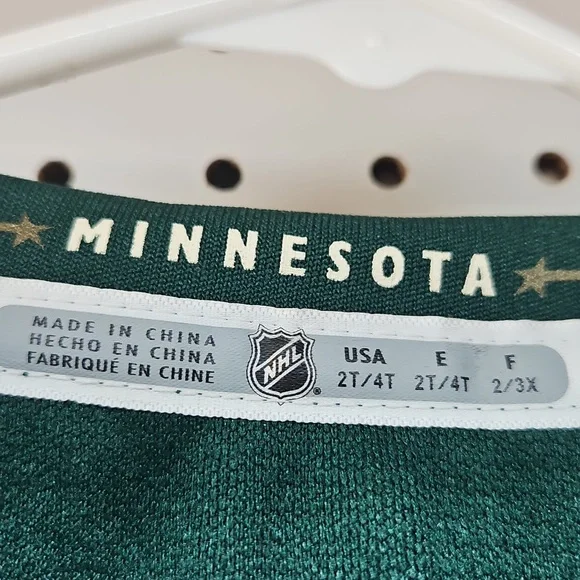 MINNESOTA
MADE IN CHINA
HECHO EN CHINA
FABRIQUÉ EN CHINE
NHL
®
USA E F
2T/4T 2T/4T 2/3X